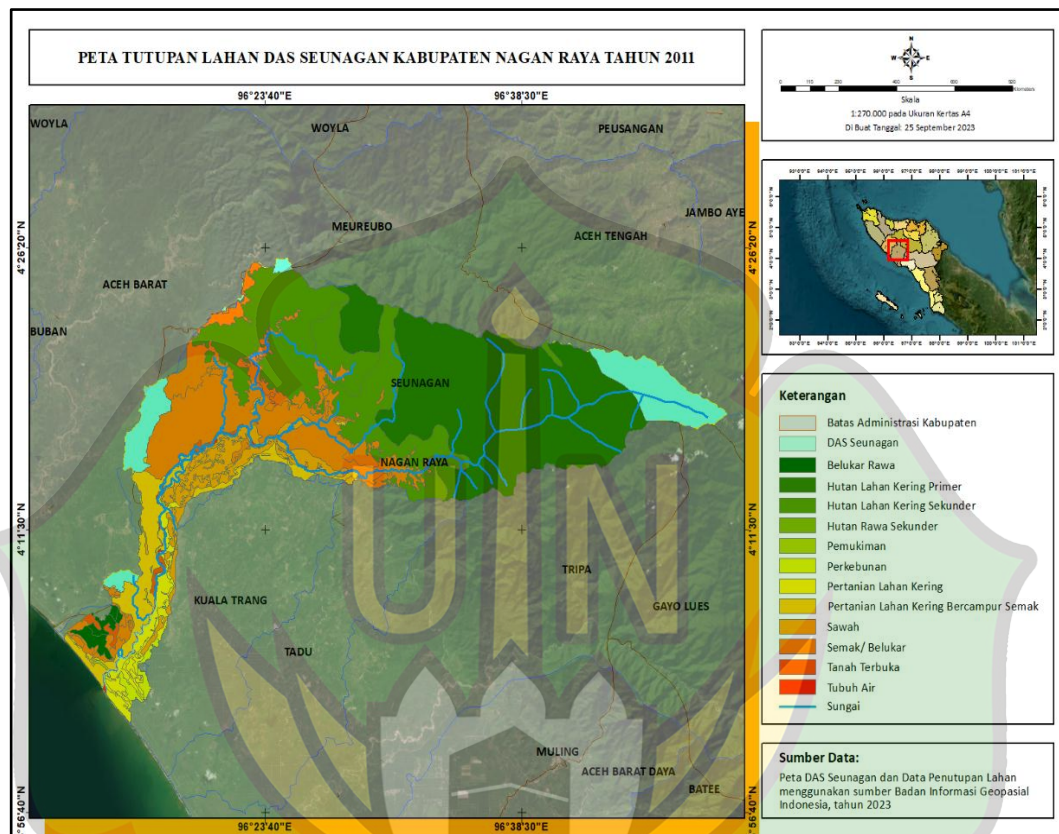 PETA TUTUPAN LAHAN DAS SEUNAGAN KABUPATEN NAGAN RAYA TAHUN 2011
96°23'40"E 96°38'30"E
WOYLA
WOYLA
PEUSANGAN
MEUREUBO
JAMBO AYE
ACEH TENGAH
4°26'20"N
4°26'20"N
ACEH BARAT
BUBAN
SEUNAGAN
NAGAN RAYA
4°11'30"N
4°11'30"N
TRIPA
KUALA TRANG
GAYO LUES
TADU
MULING
ACEH BARAT DAYA
BATEE
UIN
°56'40"N
°56'40"N
96°23'40"E 96°38'30"E
N
W E
S
Skala
1:270.000 pada Ukuran Kertas A4
Di Buat Tanggal: 25 September 2023
Keterangan
Batas Administrasi Kabupaten
DAS Seunagan
Belukar Rawa
Hutan Lahan Kering Primer
Hutan Lahan Kering Sekunder
Hutan Rawa Sekunder
Pemukiman
Perkebunan
Pertanian Lahan Kering
Pertanian Lahan Kering Bercampur Semak
Sawah
Semak/ Belukar
Tanah Terbuka
Tubuh Air
Sungai
Sumber Data:
Peta DAS Seunagan dan Data Penutupan Lahan
menggunakan sumber Badan Informasi Geopasial
Indonesia, tahun 2023